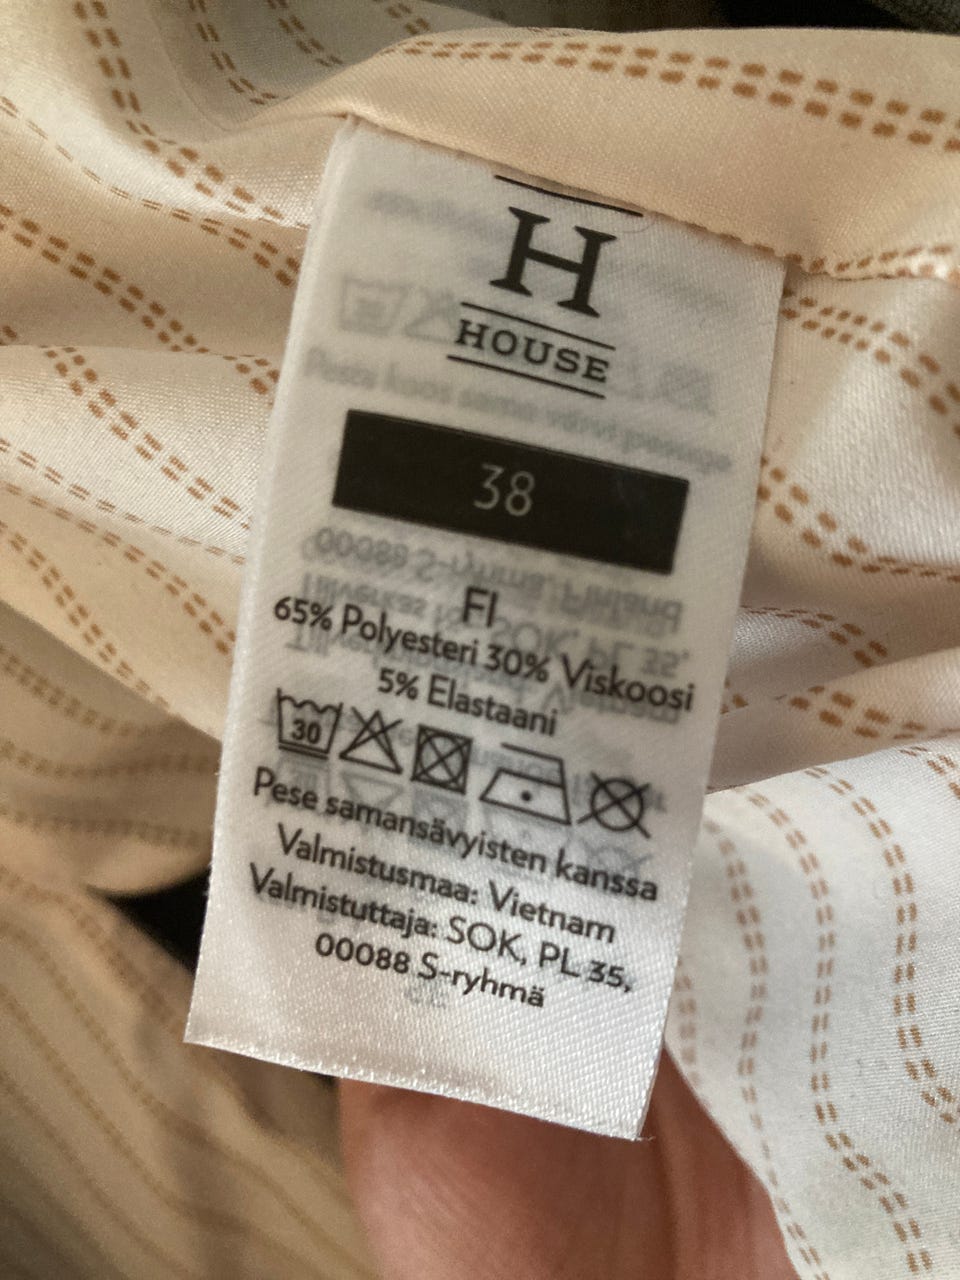 H
HOUSE
38
FI
65% Polyesteri 30% Viskoosi
5% Elastaani
30
Pese samansävyisten kanssa
Valmistusmaa: Vietnam
Valmistuttaja: SOK, PL 35,
00088 S-ryhmä